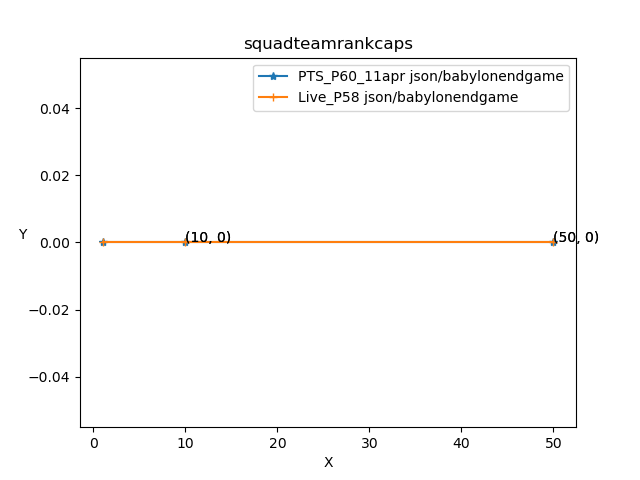 squadteamrankcaps
PTS_P60_11apr json/babylonendgame
Live_P58 json/babylonendgame
0.04
0.02
0.00
−0.02
−0.04
Y
(10, 0)
(50, 0)
0
10
20
30
40
50
X